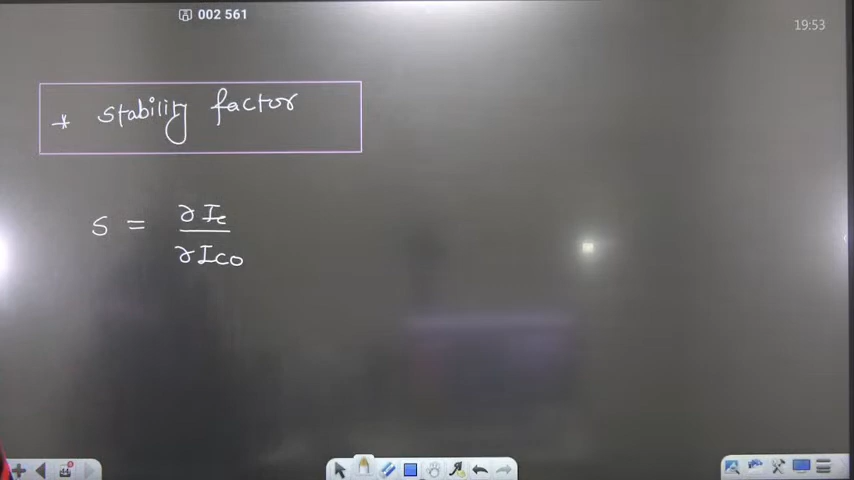 002 561
19:53
* stability factor
S = ∂Ic
∂Ico